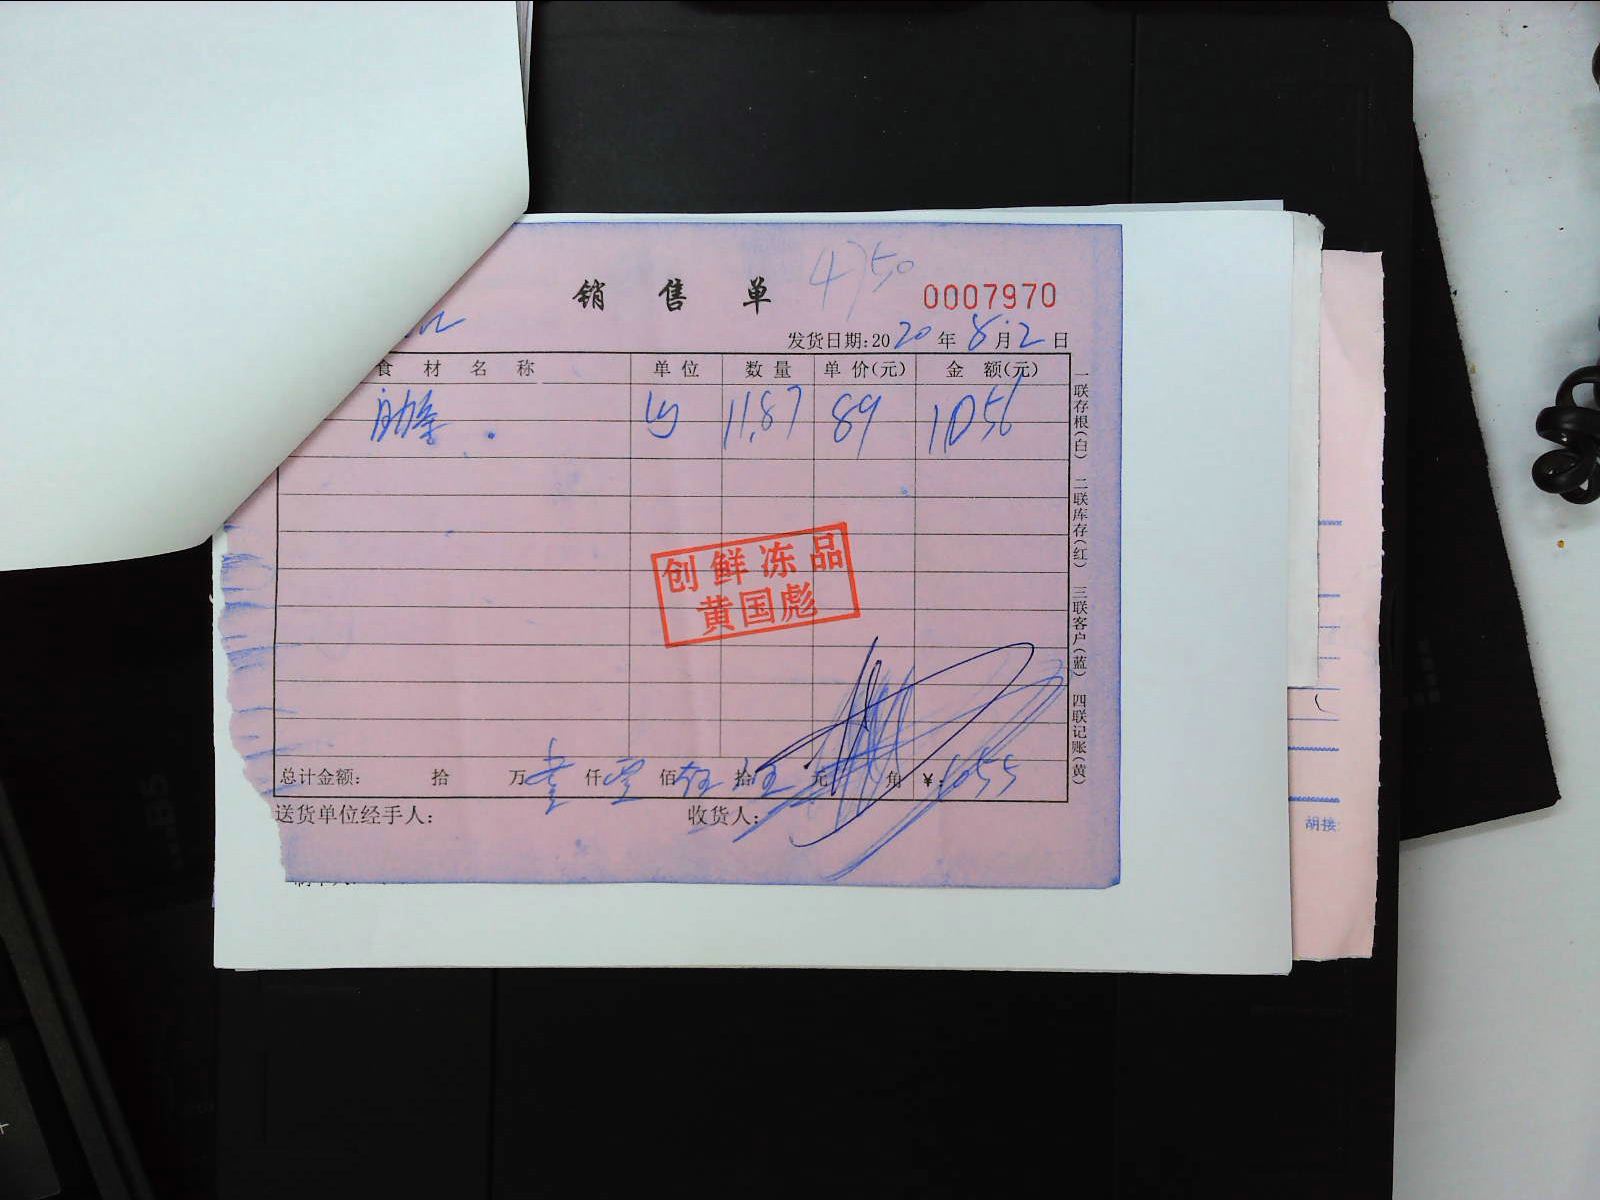 销售单 4750 0007970
发货日期:2020年8月2日
食材名称 单位 数量 单价(元) 金额(元)
11.87 89 1056
创鲜冻品
黄国彪
总计金额: 拾 万壹仟零佰伍拾伍元 角 ¥:1055
送货单位经手人: 收货人:
一联存根(白) 二联库存(红) 三联客户(蓝) 四联记账(黄)
胡接: